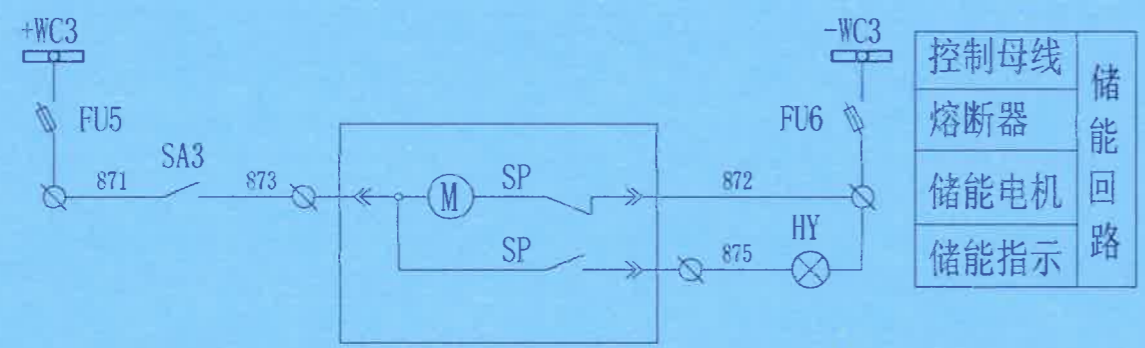 +WC3
-WC3
FU5
FU6
SA3
871
873
M
SP
872
SP
875
HY
控制母线
熔断器
储能电机
储能指示
储能回路